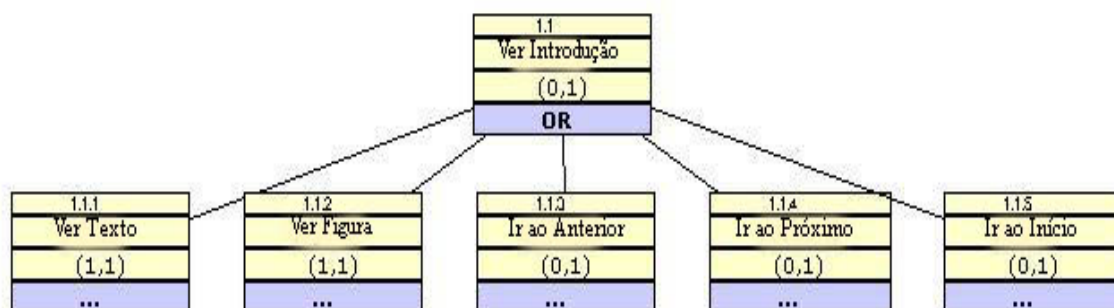 1.1
Ver Introdução
(0,1)
OR
1.1.1
Ver Texto
(1,1)
...
1.1.2
Ver Figura
(1,1)
...
1.1.3
Ir ao Anterior
(0,1)
...
1.1.4
Ir ao Próximo
(0,1)
...
1.1.5
Ir ao Início
(0,1)
...